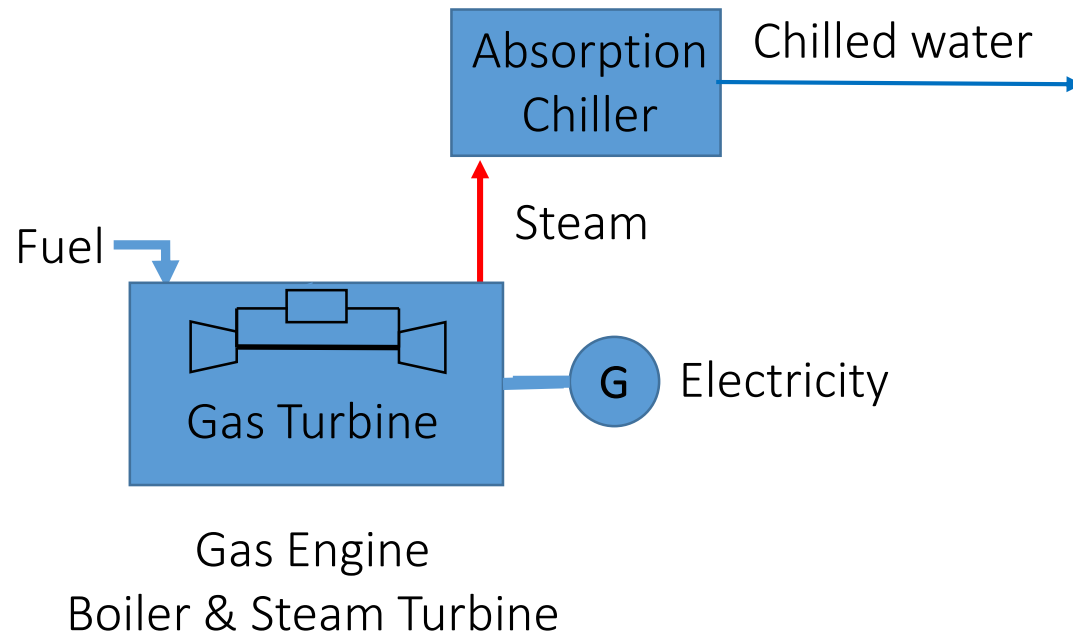 Absorption
Chiller
Chilled water
Steam
Fuel
Gas Turbine
G
Electricity
Gas Engine
Boiler & Steam Turbine